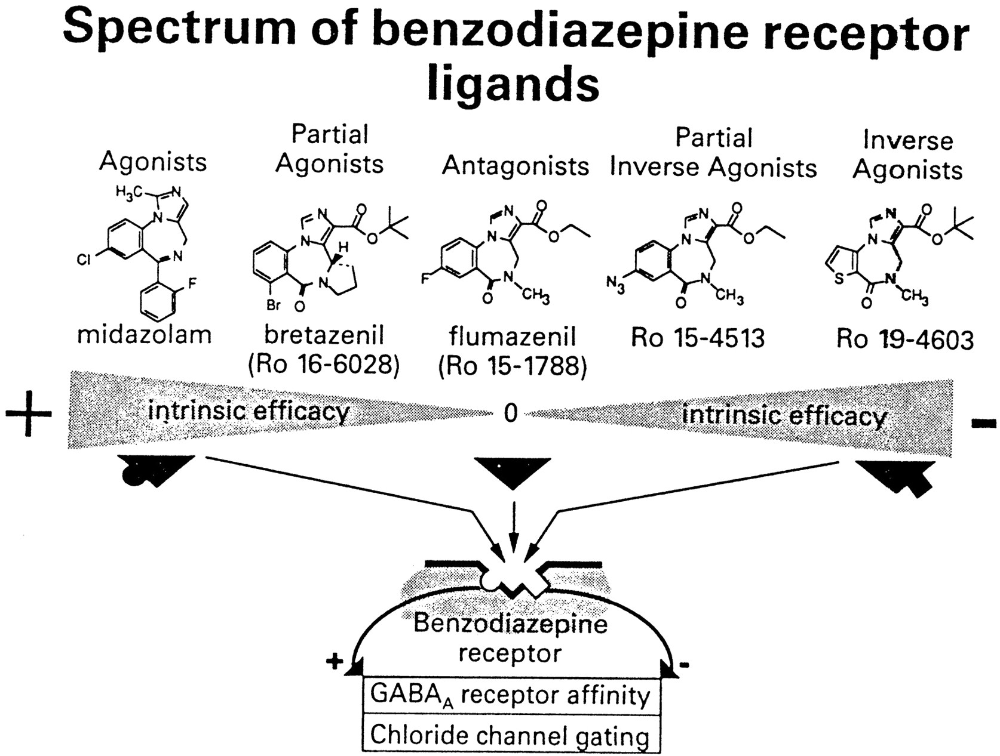 Spectrum of benzodiazepine receptor
ligands
Agonists
Partial
Agonists
Antagonists
Partial
Inverse Agonists
Inverse
Agonists
H₃C
N
N
N
Cl
F
N
N
N
O
O
H
Br
O
N
N
N
O
O
F
O
CH₃
N
N
N
O
O
N₃
O
CH₃
N
N
N
O
O
S
O
CH₃
midazolam
bretazenil
(Ro 16-6028)
flumazenil
(Ro 15-1788)
Ro 15-4513
Ro 19-4603
+
intrinsic efficacy
0
intrinsic efficacy
-
Benzodiazepine
receptor
+
-
GABA_A receptor affinity
Chloride channel gating